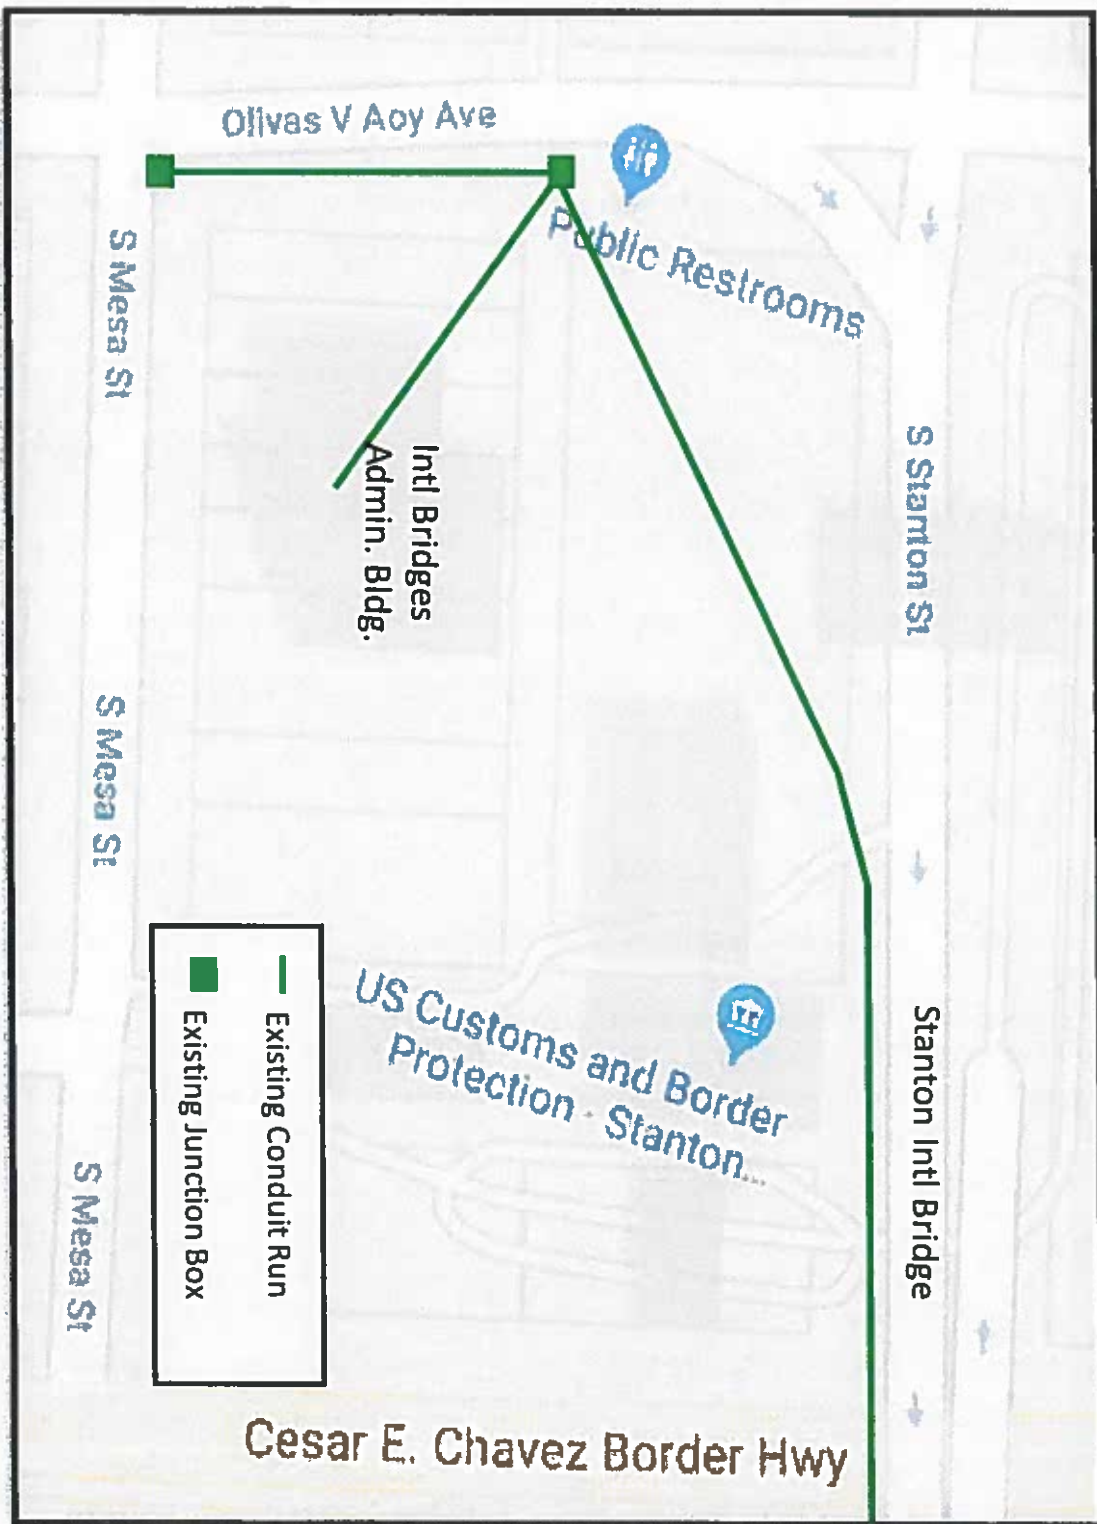 Olivas V Aoy Ave
Public Restrooms
S Mesa St
S Stanton St
Intl Bridges
Admin. Bldg.
S Mesa St
US Customs and Border
Protection - Stanton...
Stanton Intl Bridge
Existing Conduit Run
Existing Junction Box
S Mesa St
Cesar E. Chavez Border Hwy